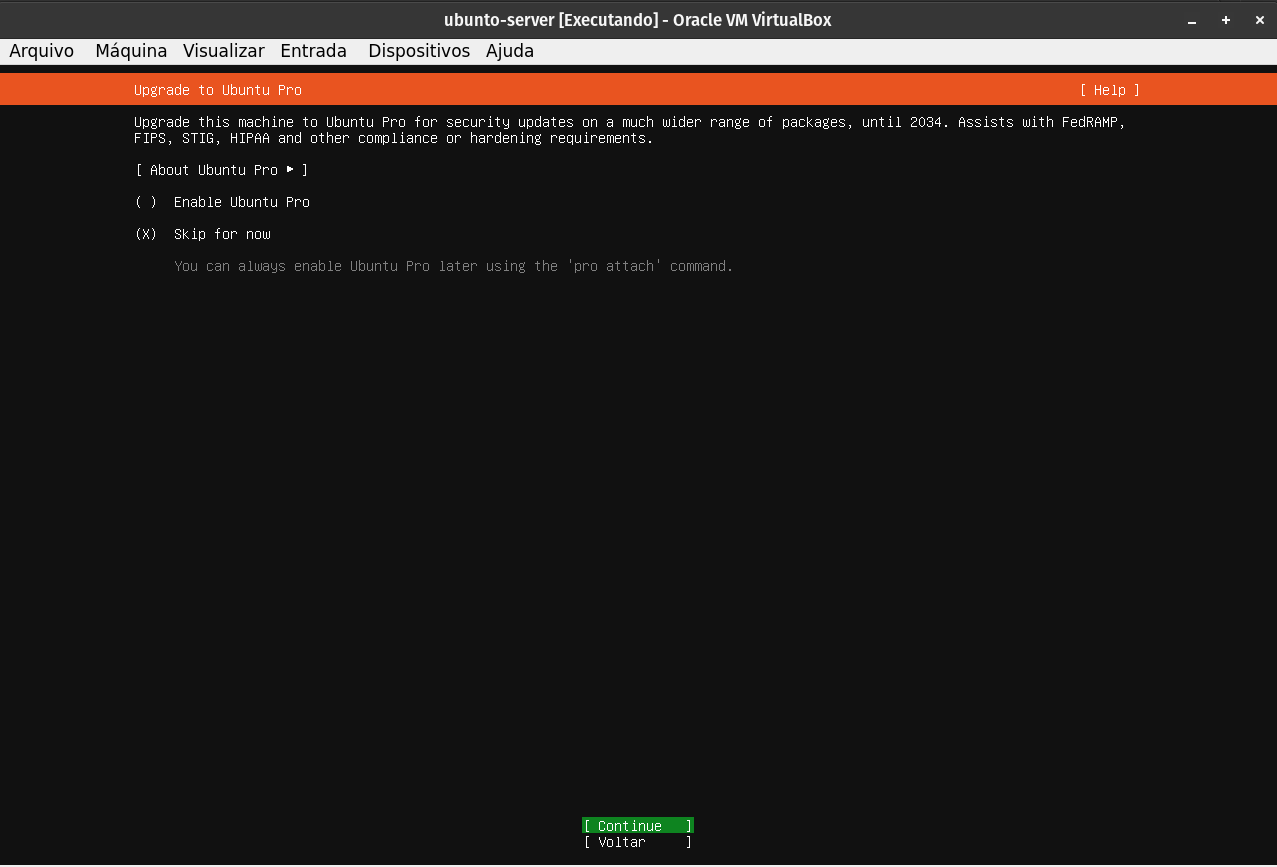 ubunto-server [Executando] - Oracle VM VirtualBox
Arquivo Máquina Visualizar Entrada Dispositivos Ajuda
Upgrade to Ubuntu Pro [ Help ]
Upgrade this machine to Ubuntu Pro for security updates on a much wider range of packages, until 2034. Assists with FedRAMP,
FIPS, STIG, HIPAA and other compliance or hardening requirements.
[ About Ubuntu Pro ► ]
( ) Enable Ubuntu Pro
(X) Skip for now
You can always enable Ubuntu Pro later using the 'pro attach' command.
[ Continue ]
[ Voltar ]